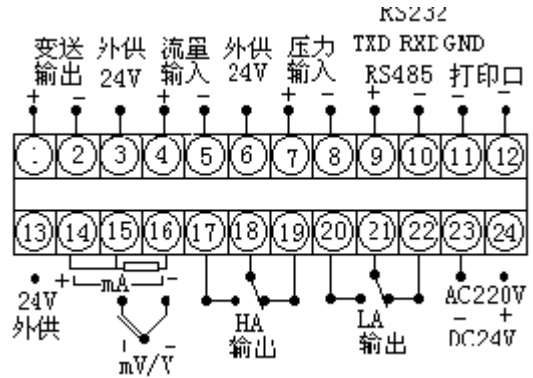 RS232
变送 外供 流量 外供 压力 TXD RXD GND
输出 24V 输入 24V 输入 RS485 打印口
+ − + − + − + − − −
1 2 3 4 5 6 7 8 9 10 11 12
13 14 15 16 17 18 19 20 21 22 23 24
24V + mA − AC220V
外供 HA LA − +
输出 输出 DC24V
mV/V